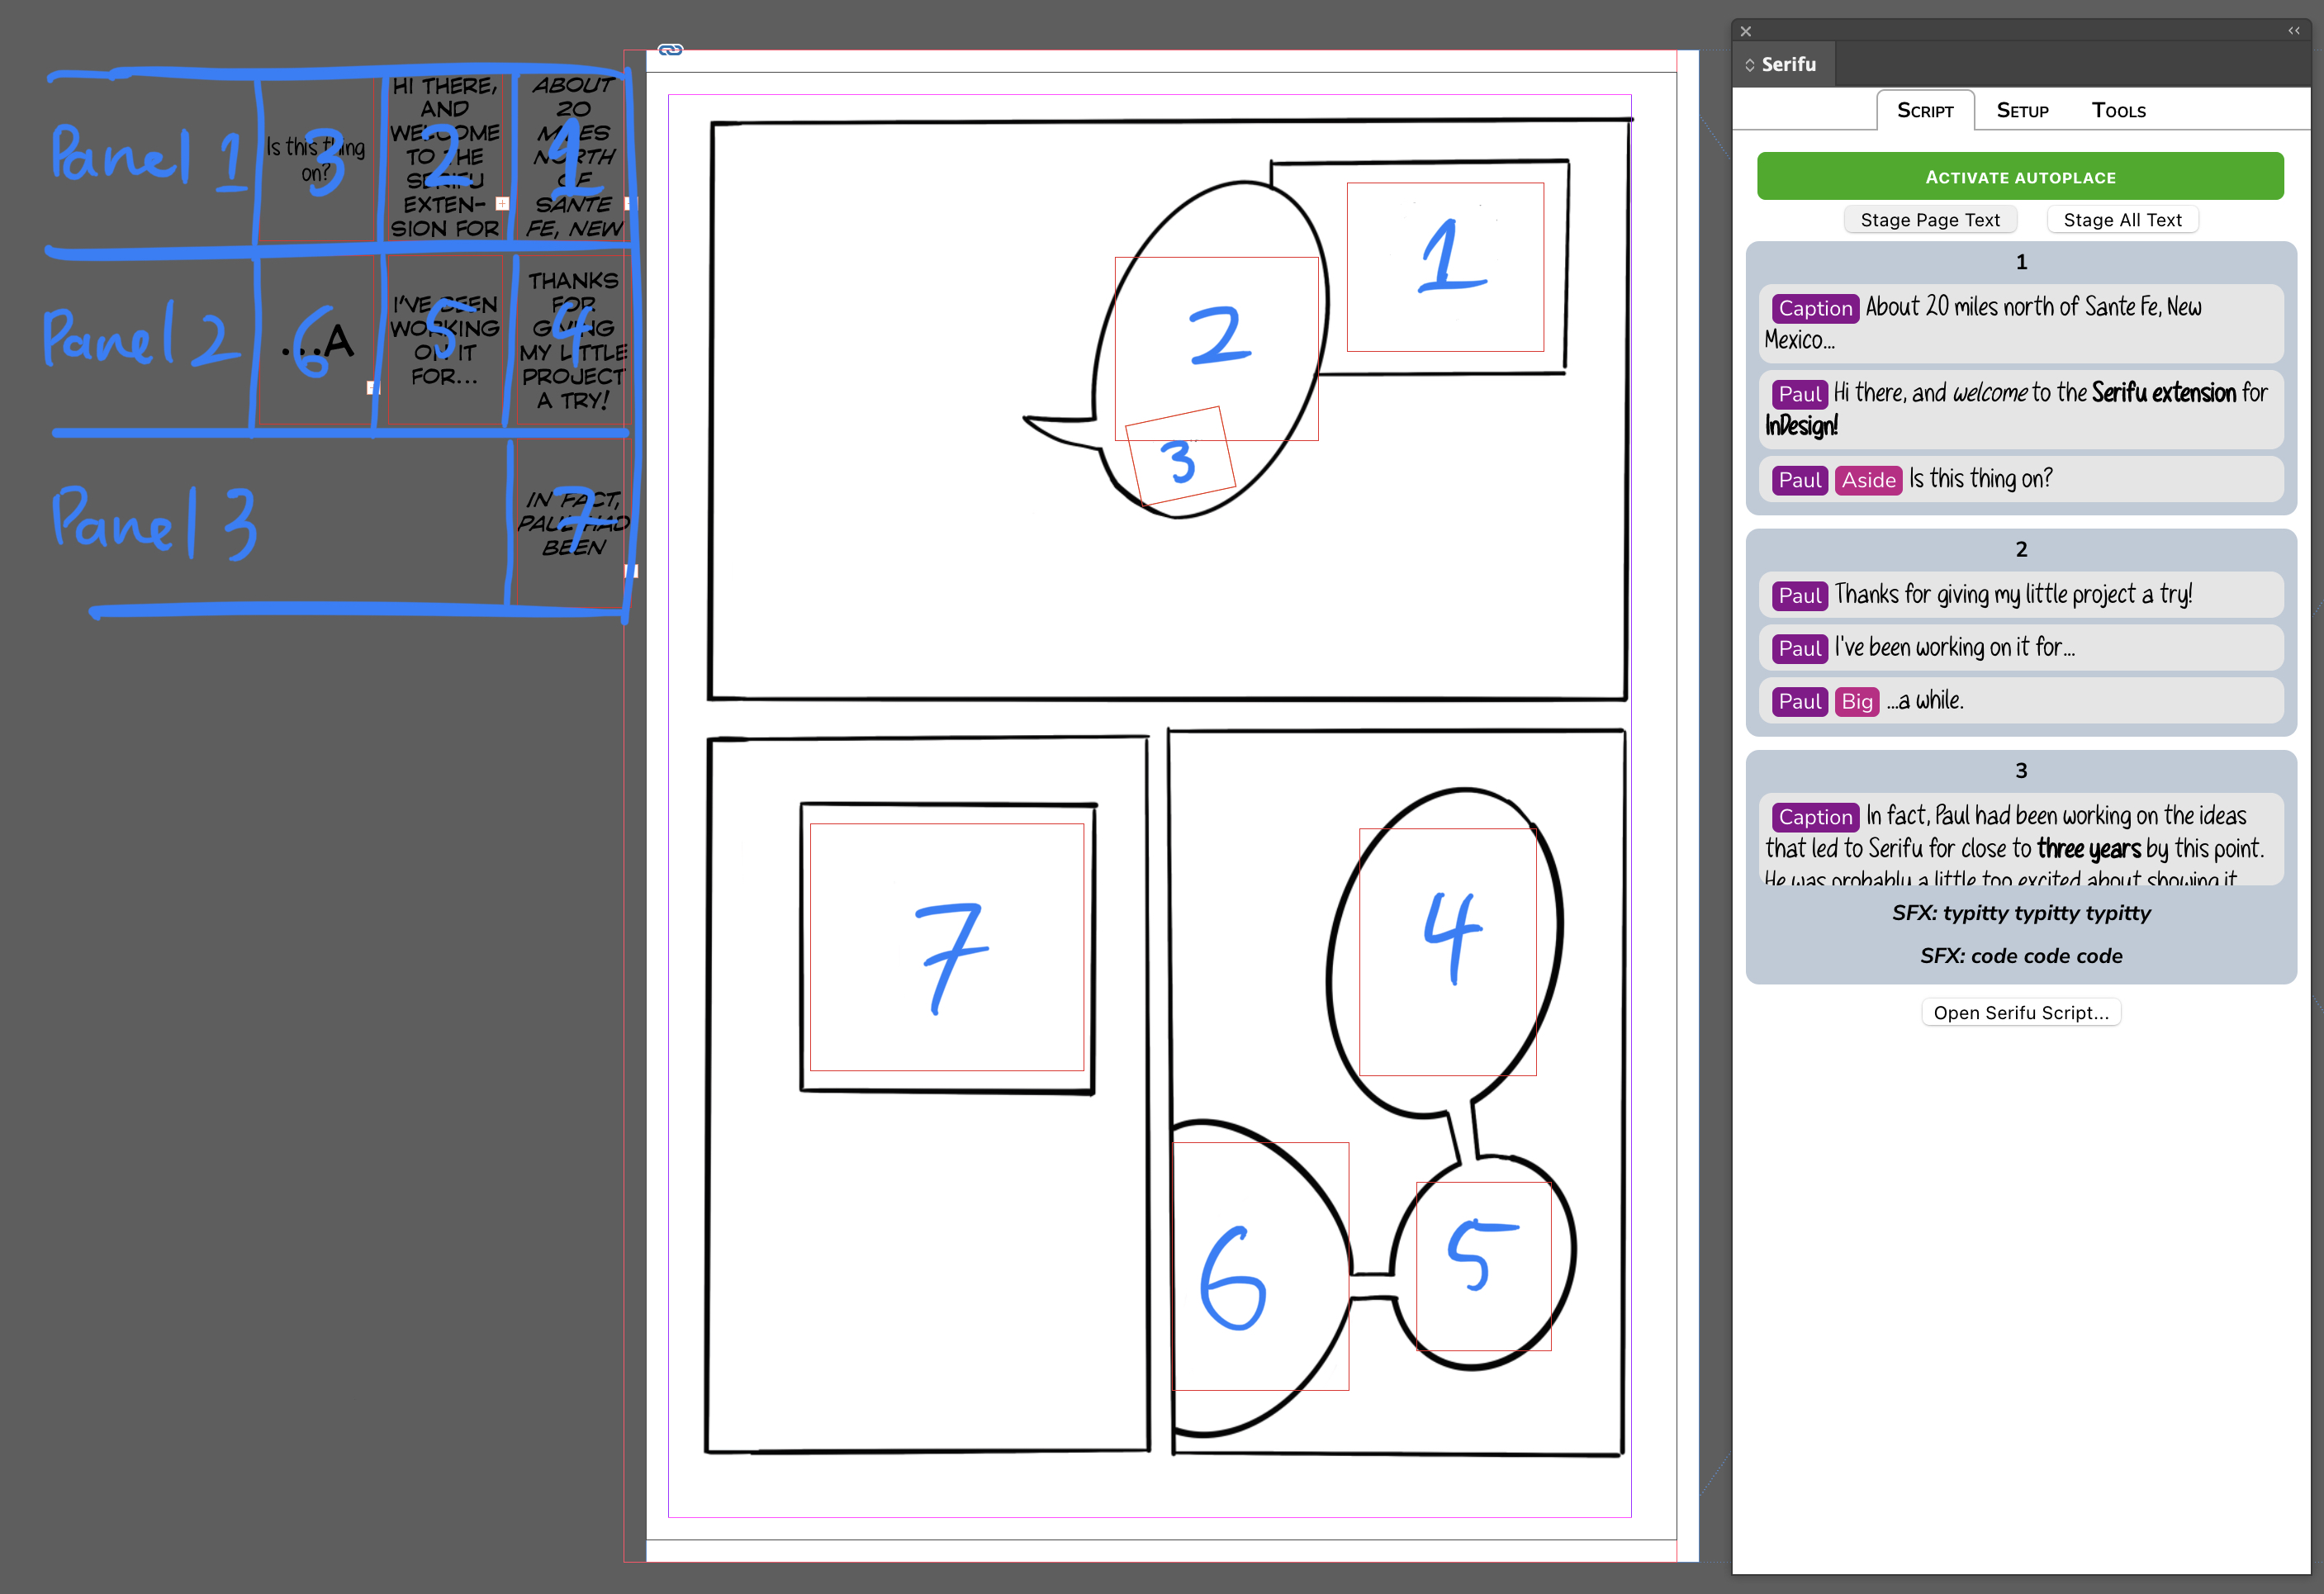 Panel 1
Is this thing
on?
3
HI THERE,
AND
WELCOME
TO THE
SERIFU
EXTEN-
SION FOR
2
ABOUT
20
MILES
NORTH
OF
SANTE
FE, NEW
1
Panel 2
...A
6
I'VE BEEN
WORKING
ON IT
FOR...
5
THANKS
FOR
GIVING
MY LITTLE
PROJECT
A TRY!
4
Panel 3
IN FACT,
PAUL HAD
BEEN
7
1
2
3
4
5
6
7
Serifu
SCRIPT SETUP TOOLS
ACTIVATE AUTOPLACE
Stage Page Text Stage All Text
1
Caption About 20 miles north of Sante Fe, New
Mexico...
Paul Hi there, and welcome to the Serifu extension for
InDesign!
Paul Aside Is this thing on?
2
Paul Thanks for giving my little project a try!
Paul I've been working on it for...
Paul Big ...a while.
3
Caption In fact, Paul had been working on the ideas
that led to Serifu for close to three years by this point.
He was probably a little too excited about showing it
SFX: typitty typitty typitty
SFX: code code code
Open Serifu Script...